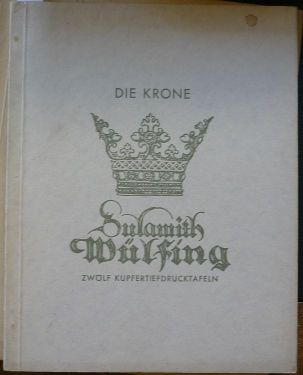 DIE KRONE
Sulamith
Wülfing
ZWÖLF KUPFERTIEFDRUCKTAFELN